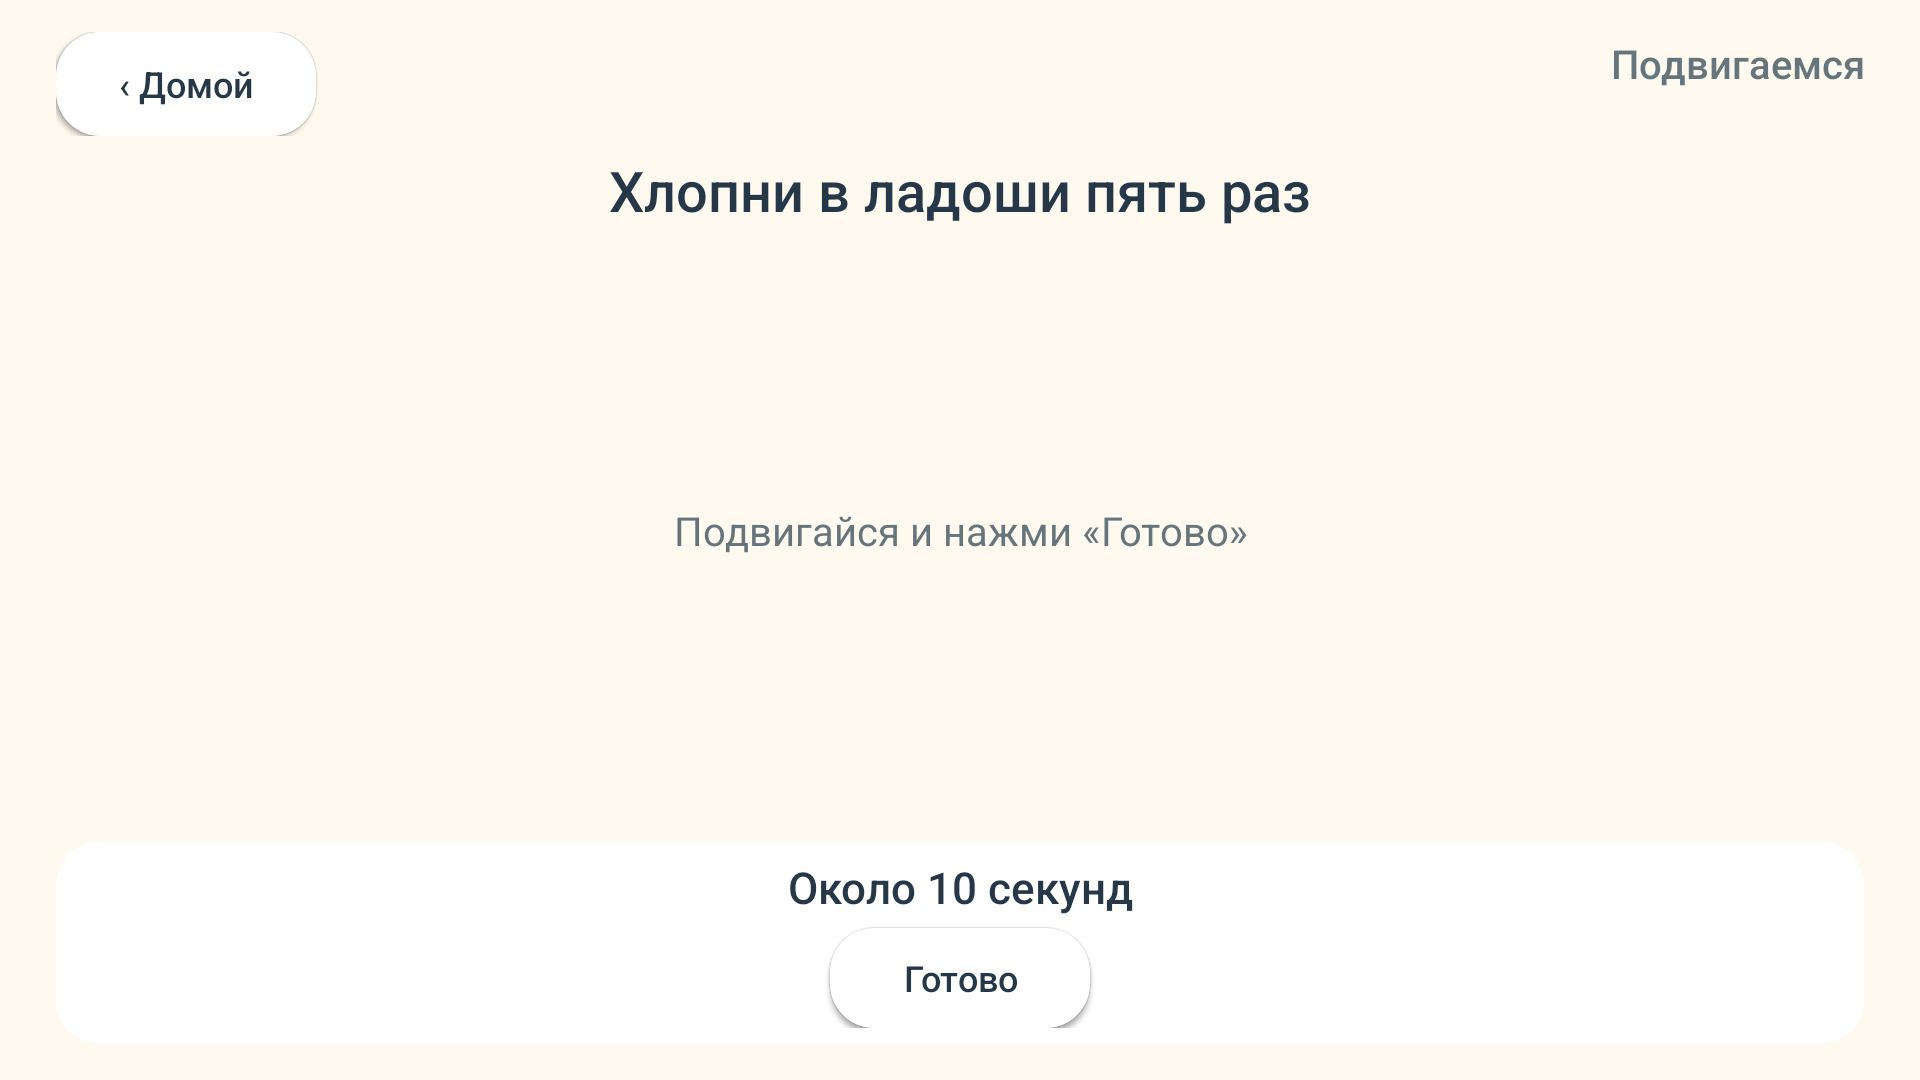 ‹ Домой
Подвигаемся
Хлопни в ладоши пять раз
Подвигайся и нажми «Готово»
Около 10 секунд
Готово